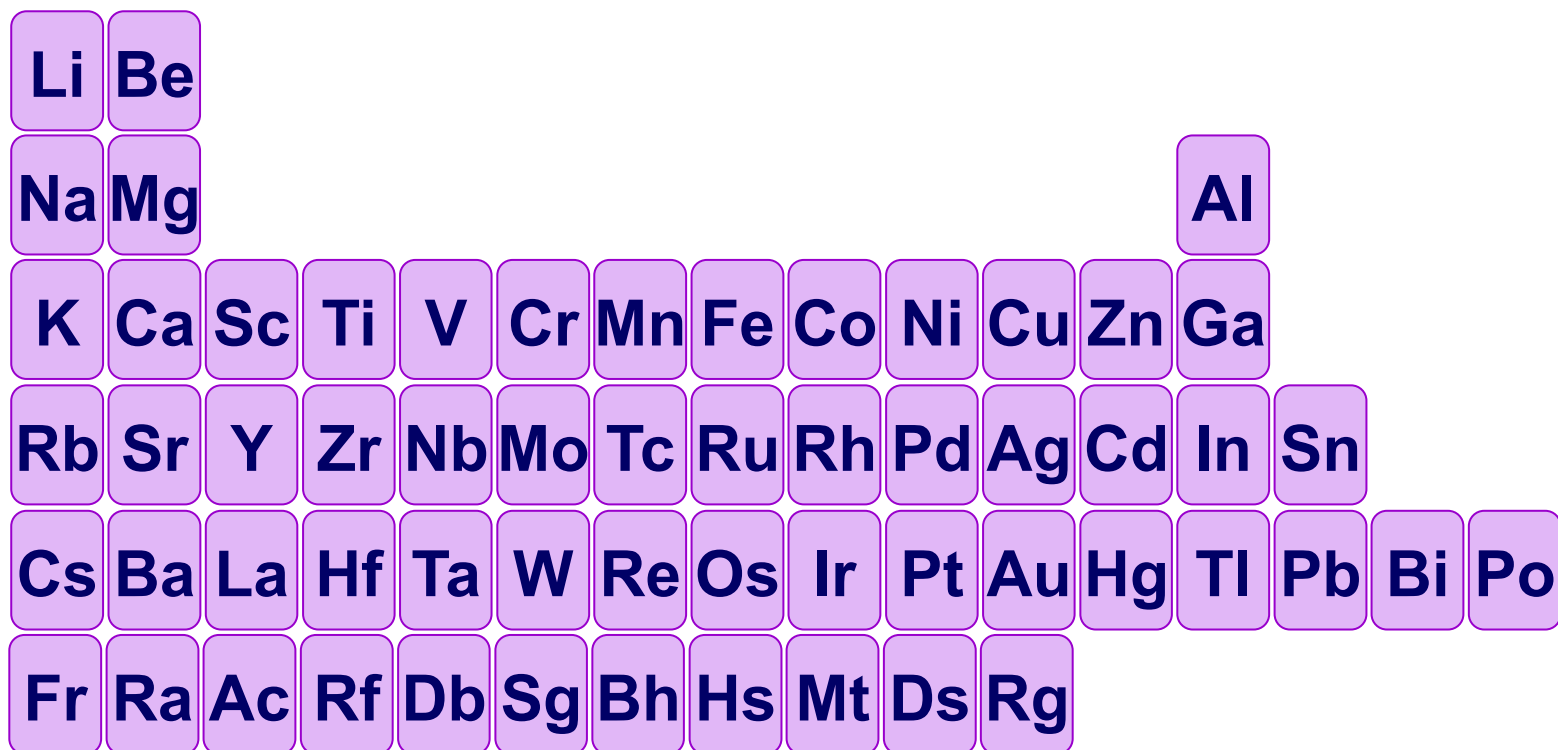 Li Be
Na Mg Al
K Ca Sc Ti V Cr Mn Fe Co Ni Cu Zn Ga
Rb Sr Y Zr Nb Mo Tc Ru Rh Pd Ag Cd In Sn
Cs Ba La Hf Ta W Re Os Ir Pt Au Hg Tl Pb Bi Po
Fr Ra Ac Rf Db Sg Bh Hs Mt Ds Rg